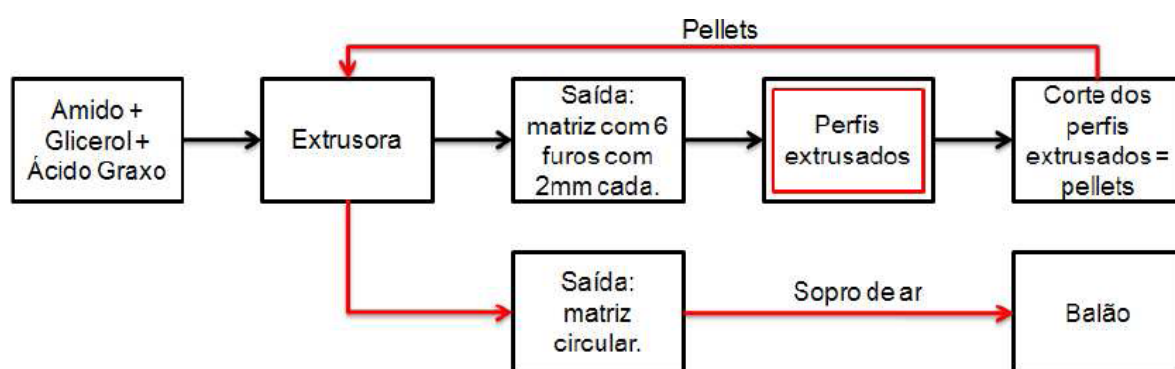 Pellets
Amido +
Glicerol +
Ácido Graxo
Extrusora
Saída:
matriz com 6
furos com
2mm cada.
Perfis
extrusados
Corte dos
perfis
extrusados =
pellets
Saída:
matriz
circular.
Sopro de ar
Balão